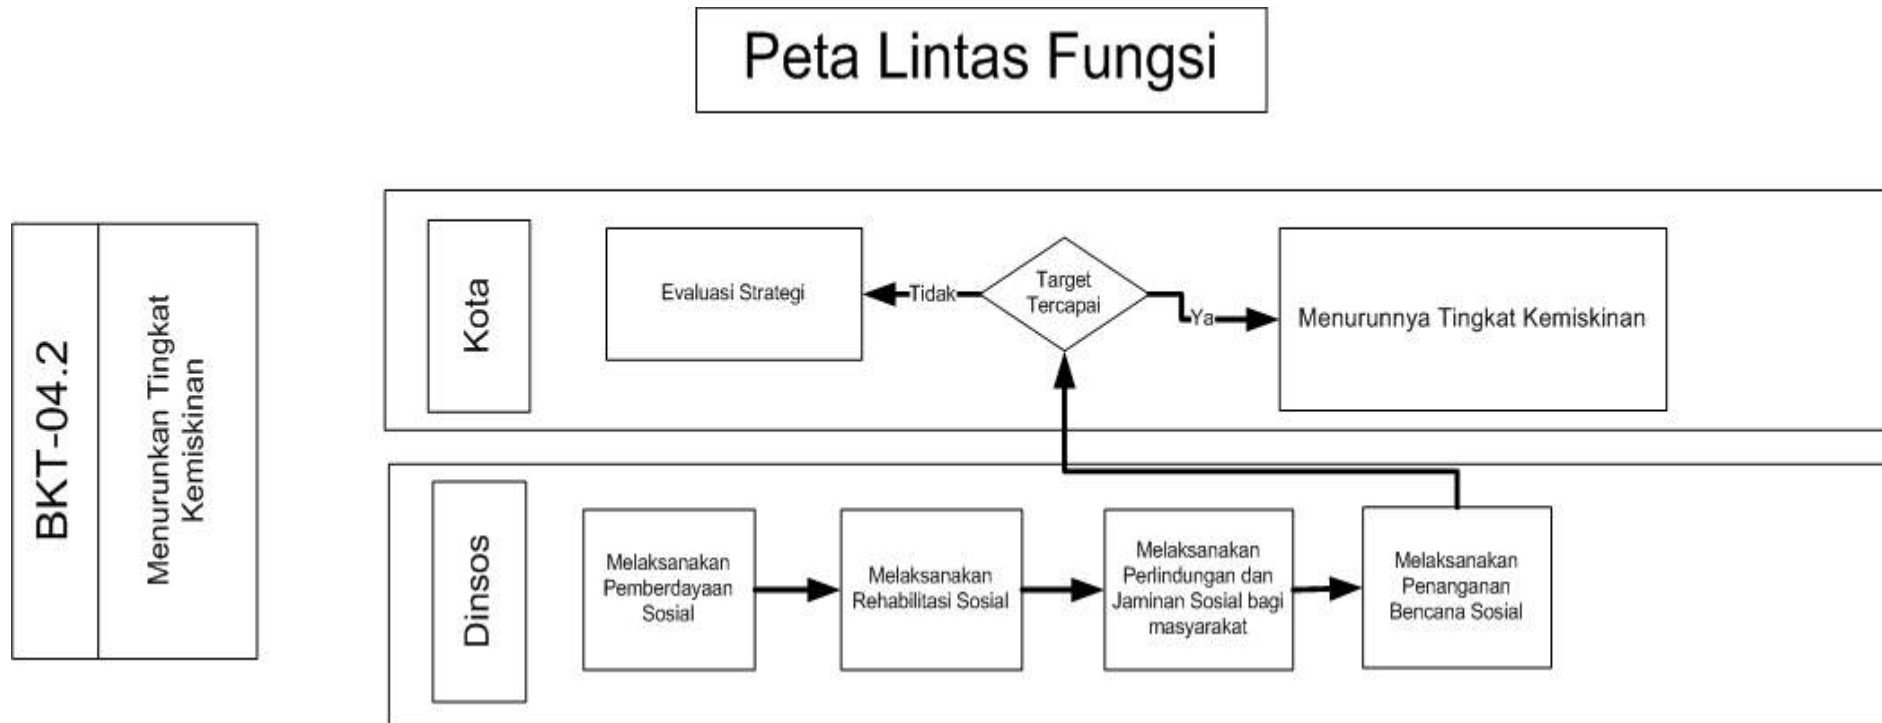 Peta Lintas Fungsi
BKT-04.2
Menurunkan Tingkat
Kemiskinan
Kota
Evaluasi Strategi
Tidak
Target
Tercapai
Ya
Menurunnya Tingkat Kemiskinan
Dinsos
Melaksanakan
Pemberdayaan
Sosial
Melaksanakan
Rehabilitasi Sosial
Melaksanakan
Perlindungan dan
Jaminan Sosial bagi
masyarakat
Melaksanakan
Penanganan
Bencana Sosial